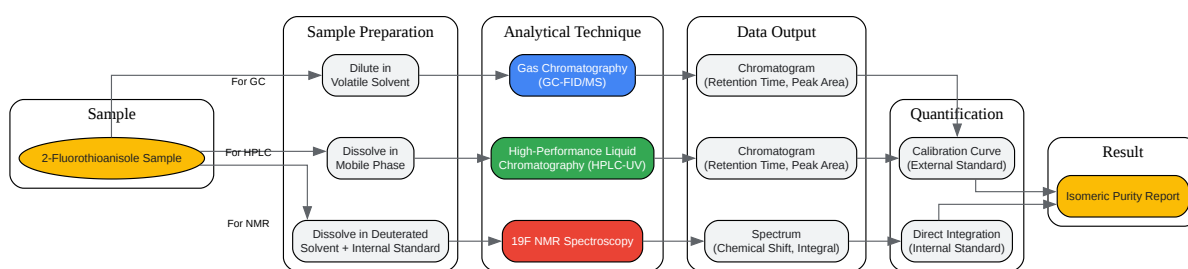 Sample Preparation
Analytical Technique
Data Output
Dilute in
Volatile Solvent
Gas Chromatography
(GC-FID/MS)
Chromatogram
(Retention Time, Peak Area)
For GC
Sample
Quantification
2-Fluorothioanisole Sample
For HPLC
Dissolve in
Mobile Phase
High-Performance Liquid
Chromatography (HPLC-UV)
Chromatogram
(Retention Time, Peak Area)
Calibration Curve
(External Standard)
Result
Isomeric Purity Report
For NMR
Dissolve in Deuterated
Solvent + Internal Standard
19F NMR Spectroscopy
Spectrum
(Chemical Shift, Integral)
Direct Integration
(Internal Standard)